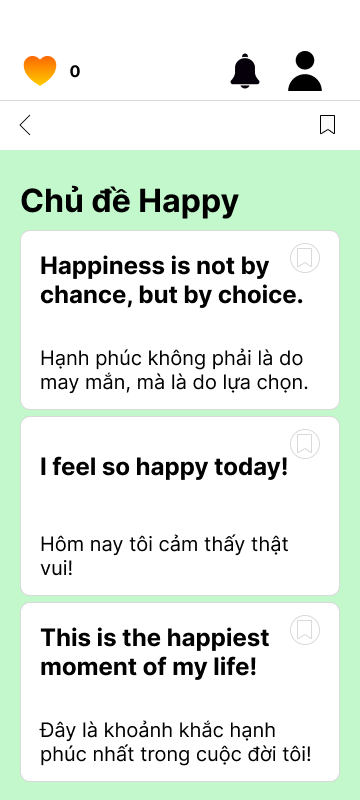 0
Chủ đề Happy
Happiness is not by
chance, but by choice.
Hạnh phúc không phải là do
may mắn, mà là do lựa chọn.
I feel so happy today!
Hôm nay tôi cảm thấy thật
vui!
This is the happiest
moment of my life!
Đây là khoảnh khắc hạnh
phúc nhất trong cuộc đời tôi!